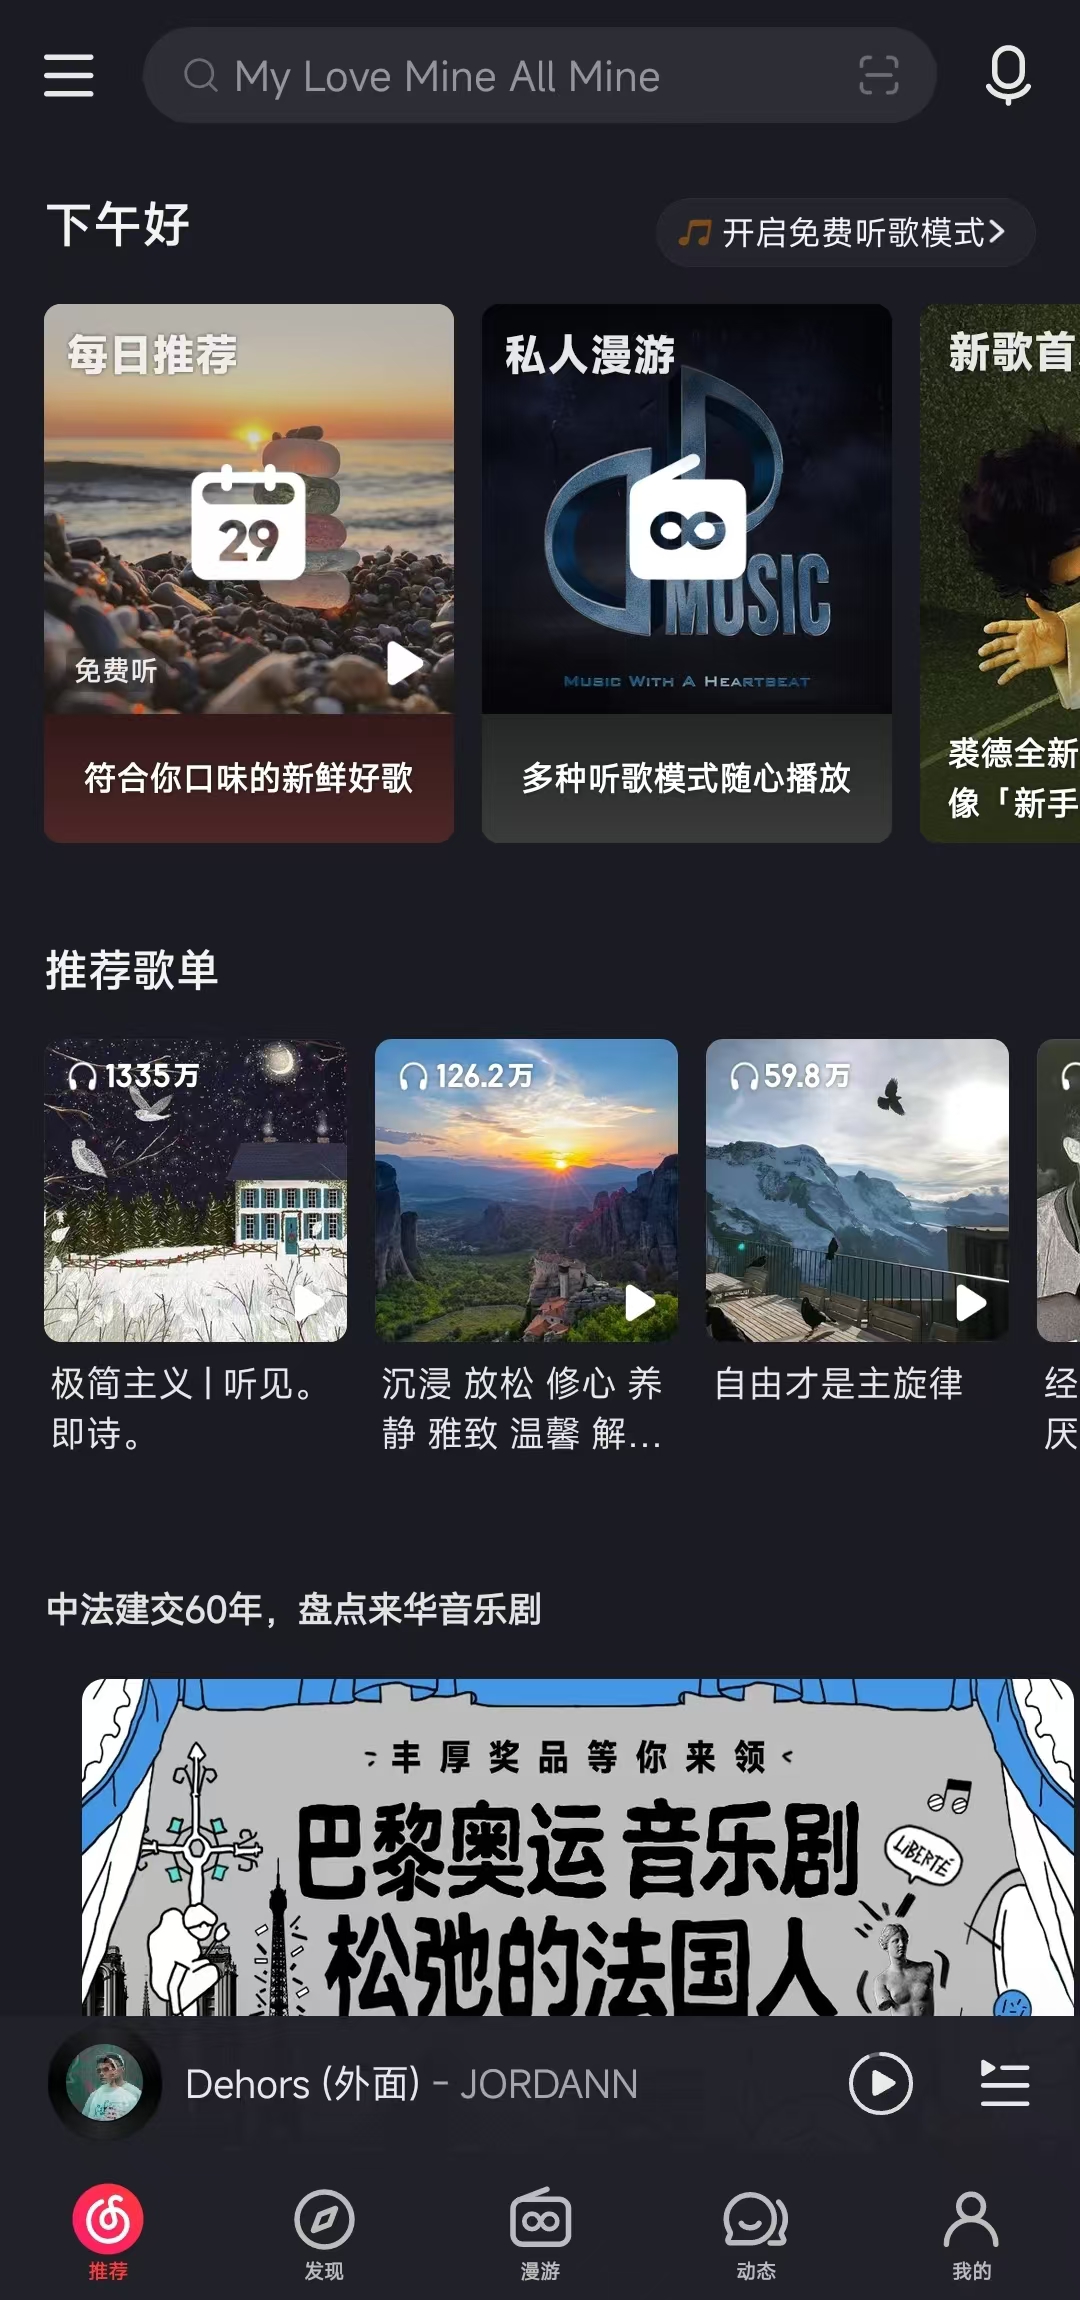 My Love Mine All Mine
下午好
开启免费听歌模式
每日推荐
29
免费听
符合你口味的新鲜好歌
私人漫游
MUSIC
MUSIC WITH A HEARTBEAT
多种听歌模式随心播放
新歌首
裘德全新
像「新手
推荐歌单
1335万
极简主义 | 听见。
即诗。
126.2万
沉浸 放松 修心 养
静 雅致 温馨 解...
59.8万
自由才是主旋律
经
厌
中法建交60年，盘点来华音乐剧
丰厚奖品等你来领
巴黎奥运 音乐剧
LIBERTÉ
松弛的法国人
Dehors (外面) - JORDANN
推荐
发现
漫游
动态
我的